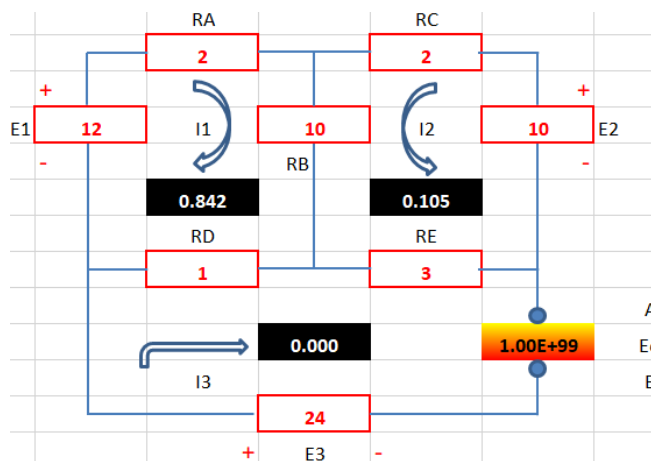 RA RC
2 2
+ +
E1 12 I1 10 I2 10 E2
- RB -
0.842 0.105
RD RE
1 3
0.000 1.00E+99
I3
24
+ E3 -